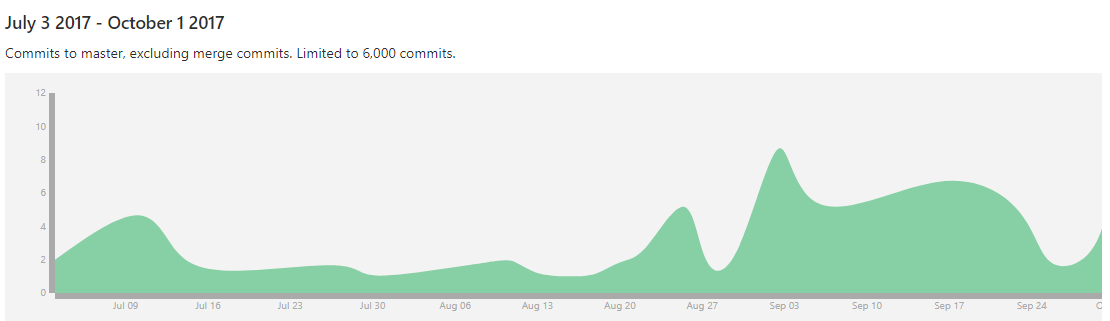 July 3 2017 - October 1 2017
Commits to master, excluding merge commits. Limited to 6,000 commits.
12
10
8
6
4
2
0
Jul 09 Jul 16 Jul 23 Jul 30 Aug 06 Aug 13 Aug 20 Aug 27 Sep 03 Sep 10 Sep 17 Sep 24